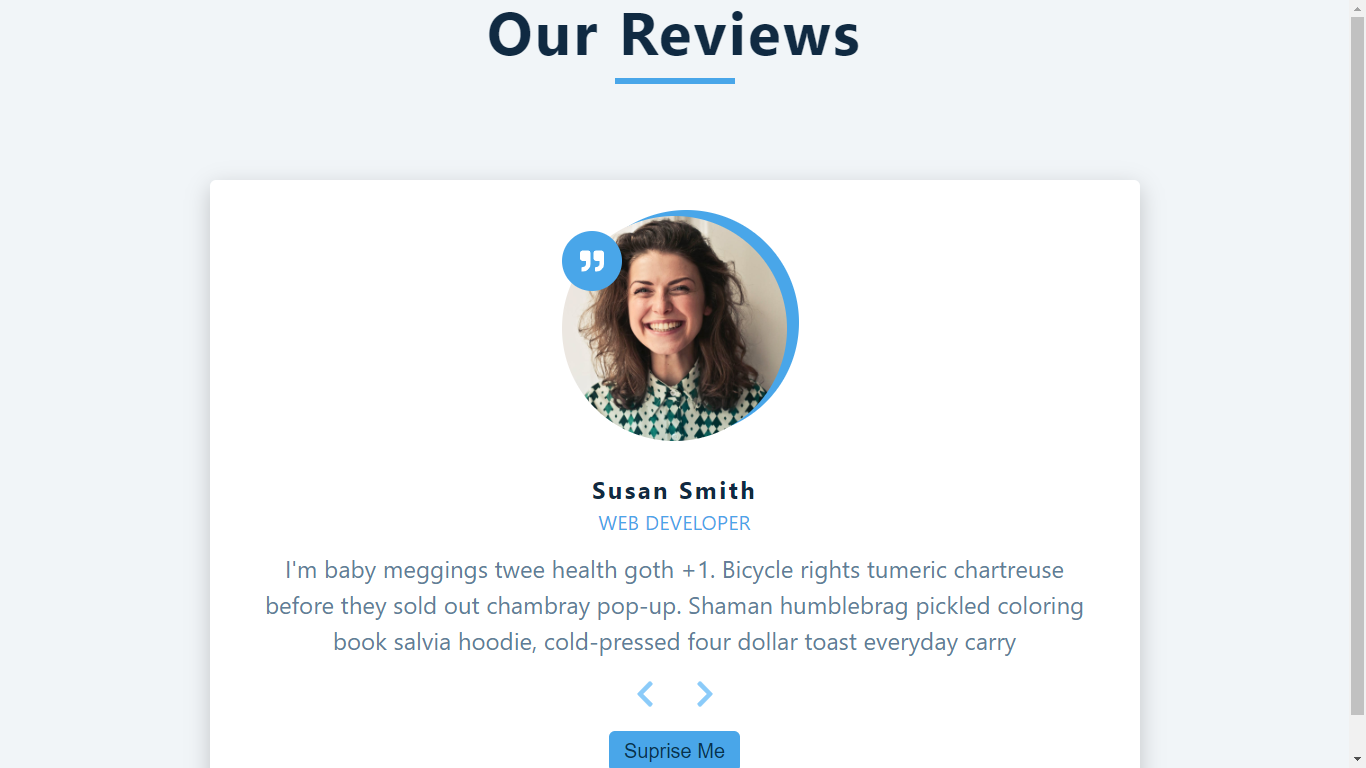 Our Reviews
Susan Smith
WEB DEVELOPER
I'm baby meggings twee health goth +1. Bicycle rights tumeric chartreuse
before they sold out chambray pop-up. Shaman humblebrag pickled coloring
book salvia hoodie, cold-pressed four dollar toast everyday carry
Suprise Me